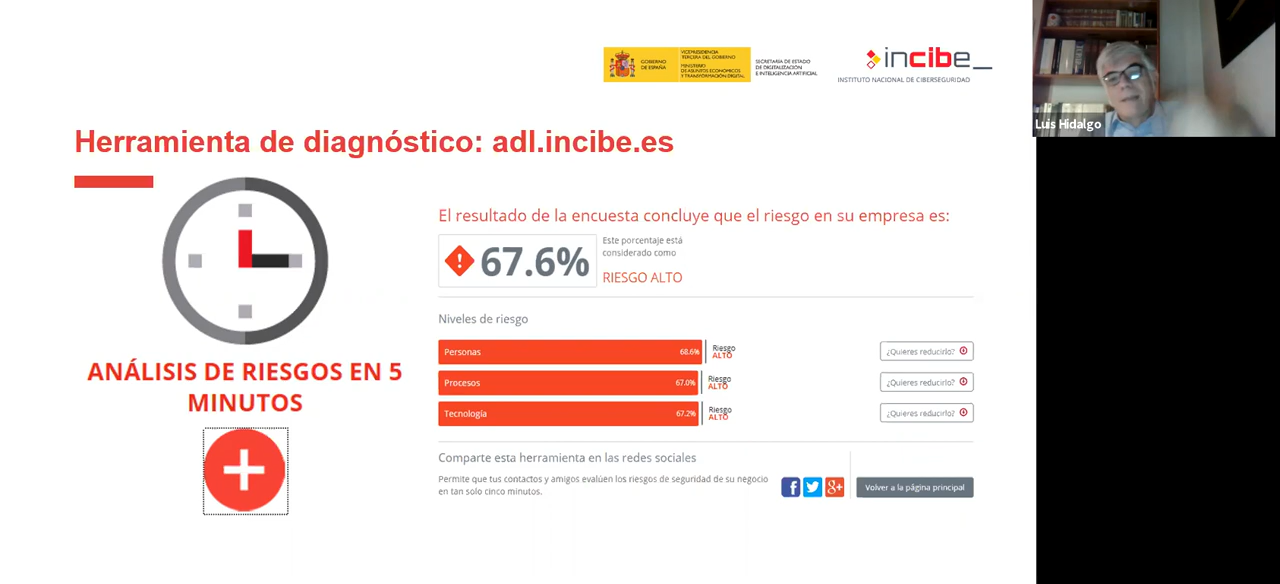 GOBIERNO
DE ESPAÑA
VICEPRESIDENCIA
TERCERA DEL GOBIERNO
MINISTERIO
DE ASUNTOS ECONÓMICOS
Y TRANSFORMACIÓN DIGITAL
SECRETARÍA DE ESTADO
DE DIGITALIZACIÓN
E INTELIGENCIA ARTIFICIAL
incibe_
INSTITUTO NACIONAL DE CIBERSEGURIDAD
Luis Hidalgo
Herramienta de diagnóstico: adl.incibe.es
ANÁLISIS DE RIESGOS EN 5
MINUTOS
El resultado de la encuesta concluye que el riesgo en su empresa es:
67.6%
Este porcentaje está
considerado como
RIESGO ALTO
Niveles de riesgo
Personas 68.6% Riesgo
ALTO
¿Quieres reducirlo?
Procesos 67.0% Riesgo
ALTO
¿Quieres reducirlo?
Tecnología 67.2% Riesgo
ALTO
¿Quieres reducirlo?
Comparte esta herramienta en las redes sociales
Permite que tus contactos y amigos evalúen los riesgos de seguridad de su negocio
en tan solo cinco minutos.
f
g+
Volver a la página principal